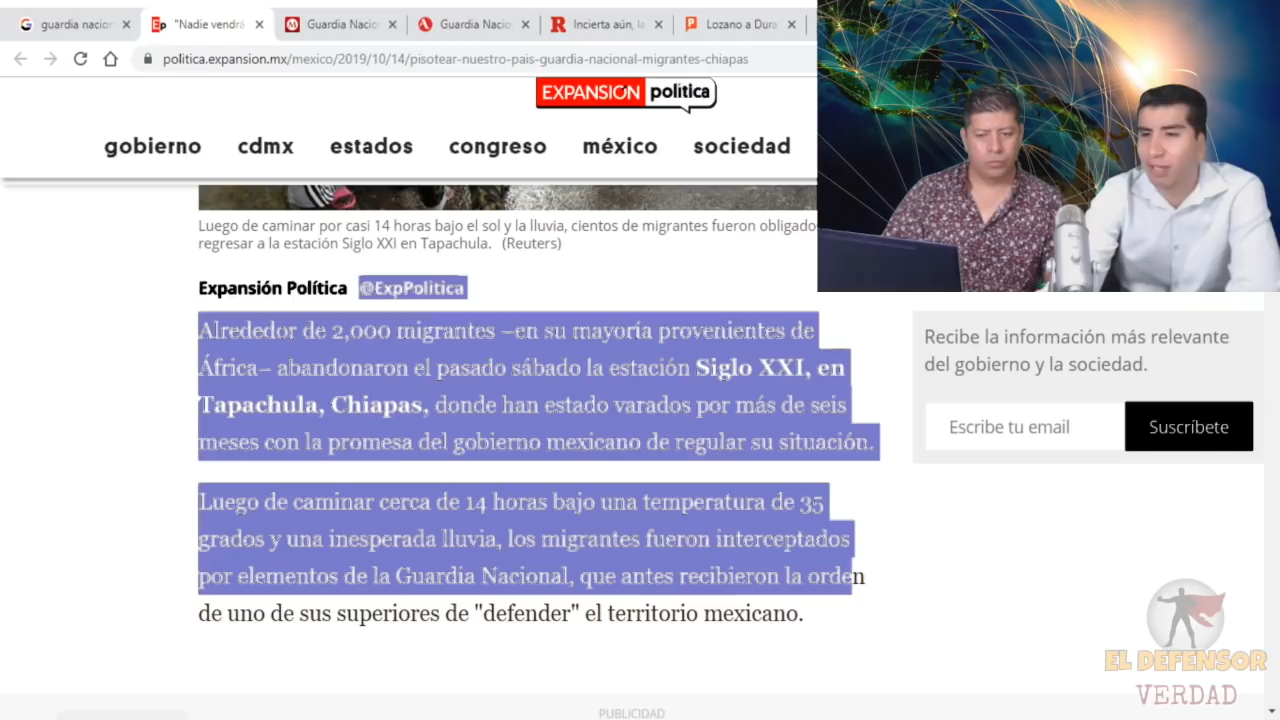 guardia nacion
"Nadie vendrá
Guardia Nacio
Guardia Nacio
Incierta aún, la
Lozano a Dura
politica.expansion.mx/mexico/2019/10/14/pisotear-nuestro-pais-guardia-nacional-migrantes-chiapas
EXPANSIÓN política
gobierno cdmx estados congreso méxico sociedad
Luego de caminar por casi 14 horas bajo el sol y la lluvia, cientos de migrantes fueron obligado
regresar a la estación Siglo XXI en Tapachula. (Reuters)
Expansión Política @ExpPolitica
Alrededor de 2,000 migrantes –en su mayoría provenientes de
África– abandonaron el pasado sábado la estación Siglo XXI, en
Tapachula, Chiapas, donde han estado varados por más de seis
meses con la promesa del gobierno mexicano de regular su situación.
Luego de caminar cerca de 14 horas bajo una temperatura de 35
grados y una inesperada lluvia, los migrantes fueron interceptados
por elementos de la Guardia Nacional, que antes recibieron la orden
de uno de sus superiores de "defender" el territorio mexicano.
Recibe la información más relevante
del gobierno y la sociedad.
Escribe tu email
Suscríbete
PUBLICIDAD
EL DEFENSOR
VERDAD